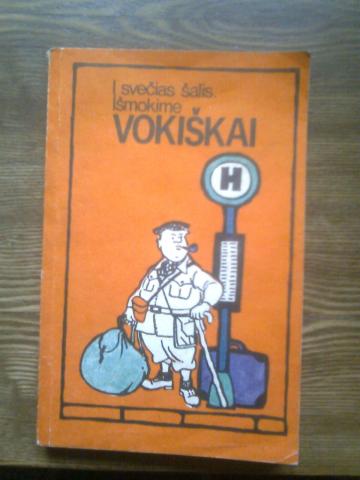 Į svečias šalis.
Išmokime
VOKIŠKAI
H